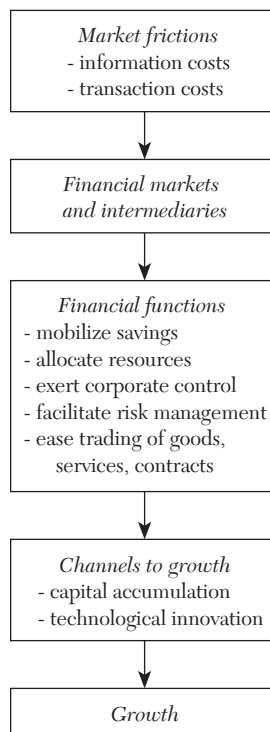 Market frictions
- information costs
- transaction costs
Financial markets
and intermediaries
Financial functions
- mobilize savings
- allocate resources
- exert corporate control
- facilitate risk management
- ease trading of goods,
services, contracts
Channels to growth
- capital accumulation
- technological innovation
Growth